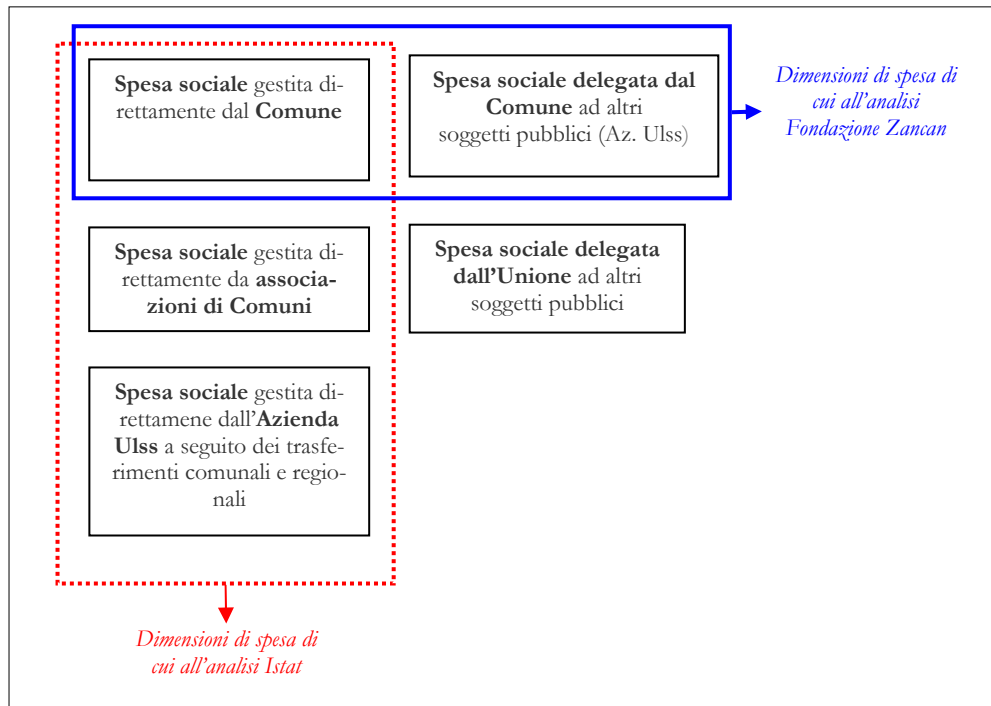 Spesa sociale gestita di-
rettamente dal Comune
Spesa sociale delegata dal
Comune ad altri
soggetti pubblici (Az. Ulss)
Dimensioni di spesa di
cui all'analisi
Fondazione Zancan
Spesa sociale gestita di-
rettamente da associa-
zioni di Comuni
Spesa sociale delegata
dall'Unione ad altri
soggetti pubblici
Spesa sociale gestita di-
rettamene dall'Azienda
Ulss a seguito dei trasfe-
rimenti comunali e regio-
nali
Dimensioni di spesa di
cui all'analisi Istat